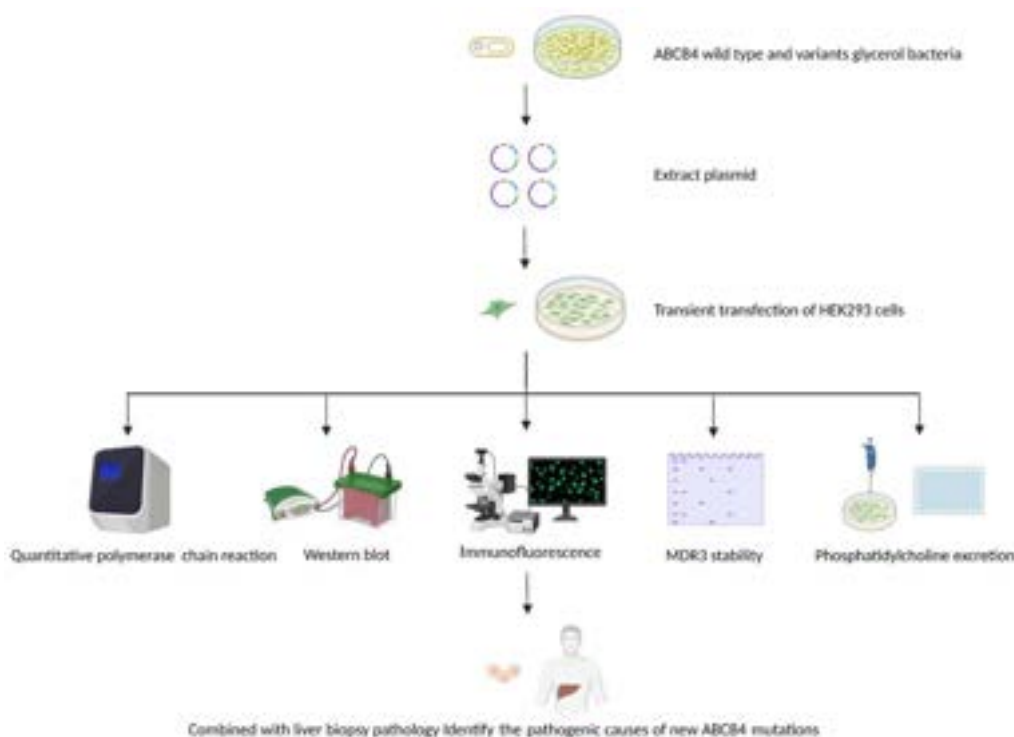 ABCB4 wild type and variants glycerol bacteria
Extract plasmid
Transient transfection of HEK293 cells
Quantitative polymerase chain reaction
Western blot
Immunofluorescence
MDR3 stability
Phosphatidylcholine excretion
Combined with liver biopsy pathology Identify the pathogenic causes of new ABCB4 mutations